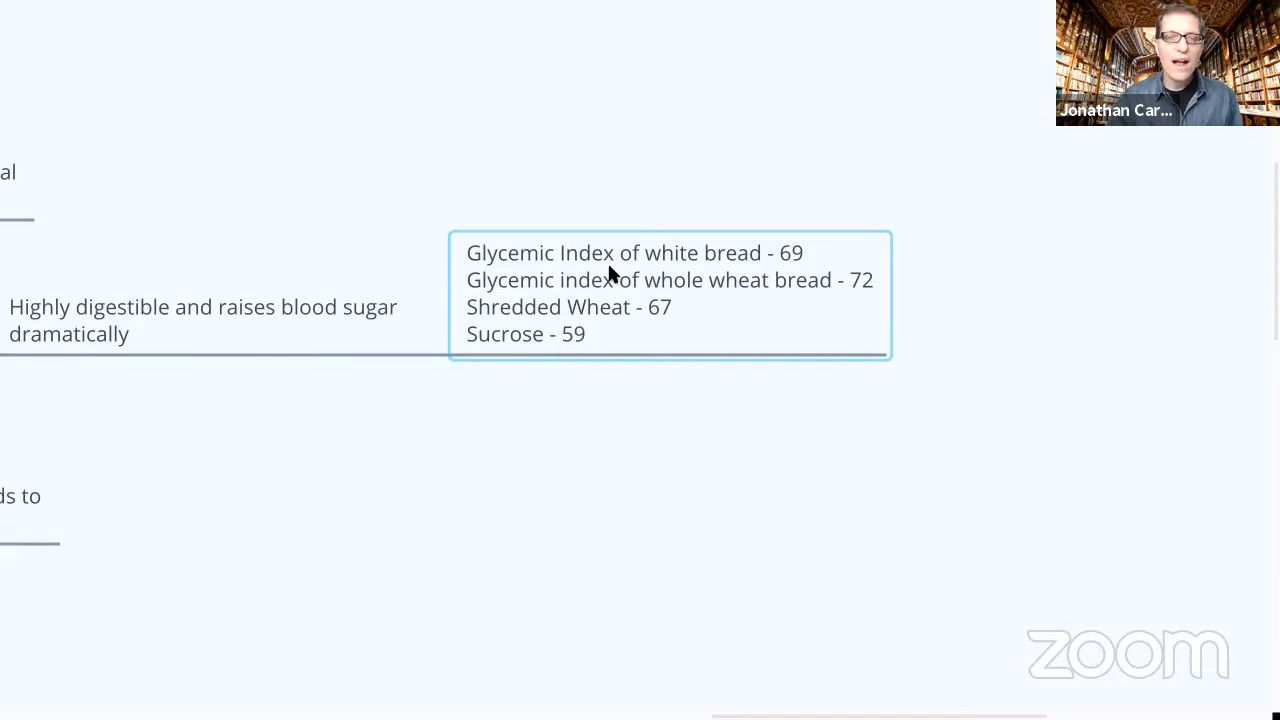 Jonathan Car...
al
Glycemic Index of white bread - 69
Glycemic index of whole wheat bread - 72
Shredded Wheat - 67
Sucrose - 59
Highly digestible and raises blood sugar
dramatically
ds to
zoom